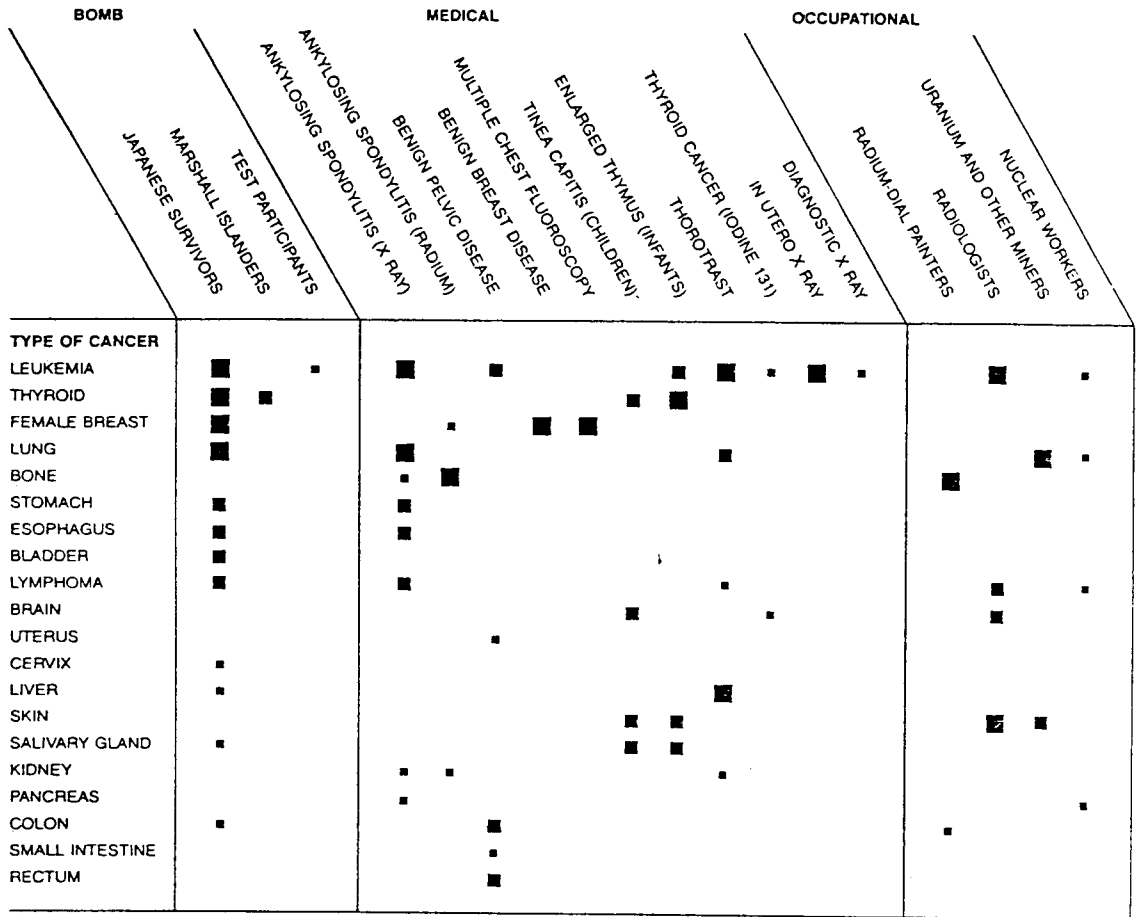 BOMB
MEDICAL
OCCUPATIONAL
JAPANESE SURVIVORS
MARSHALL ISLANDERS
TEST PARTICIPANTS
ANKYLOSING SPONDYLITIS (X RAY)
ANKYLOSING SPONDYLITIS (RADIUM)
BENIGN PELVIC DISEASE
BENIGN BREAST DISEASE
MULTIPLE CHEST FLUOROSCOPY
TINEA CAPITIS (CHILDREN)
ENLARGED THYMUS (INFANTS)
THOROTRAST
THYROID CANCER (IODINE 131)
IN UTERO X RAY
DIAGNOSTIC X RAY
RADIUM-DIAL PAINTERS
RADIOLOGISTS
URANIUM AND OTHER MINERS
NUCLEAR WORKERS
TYPE OF CANCER
LEUKEMIA
THYROID
FEMALE BREAST
LUNG
BONE
STOMACH
ESOPHAGUS
BLADDER
LYMPHOMA
BRAIN
UTERUS
CERVIX
LIVER
SKIN
SALIVARY GLAND
KIDNEY
PANCREAS
COLON
SMALL INTESTINE
RECTUM